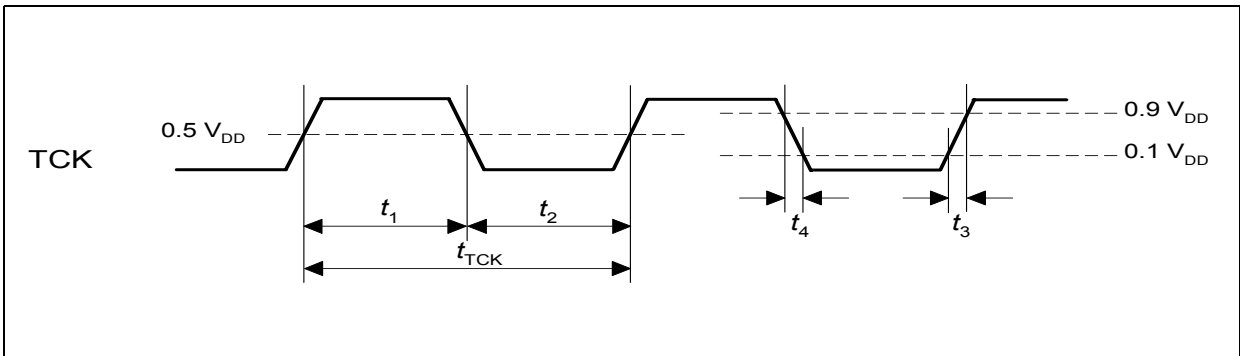 0.9 V_DD
0.5 V_DD
TCK
0.1 V_DD
t_1
t_2
t_4
t_3
t_TCK